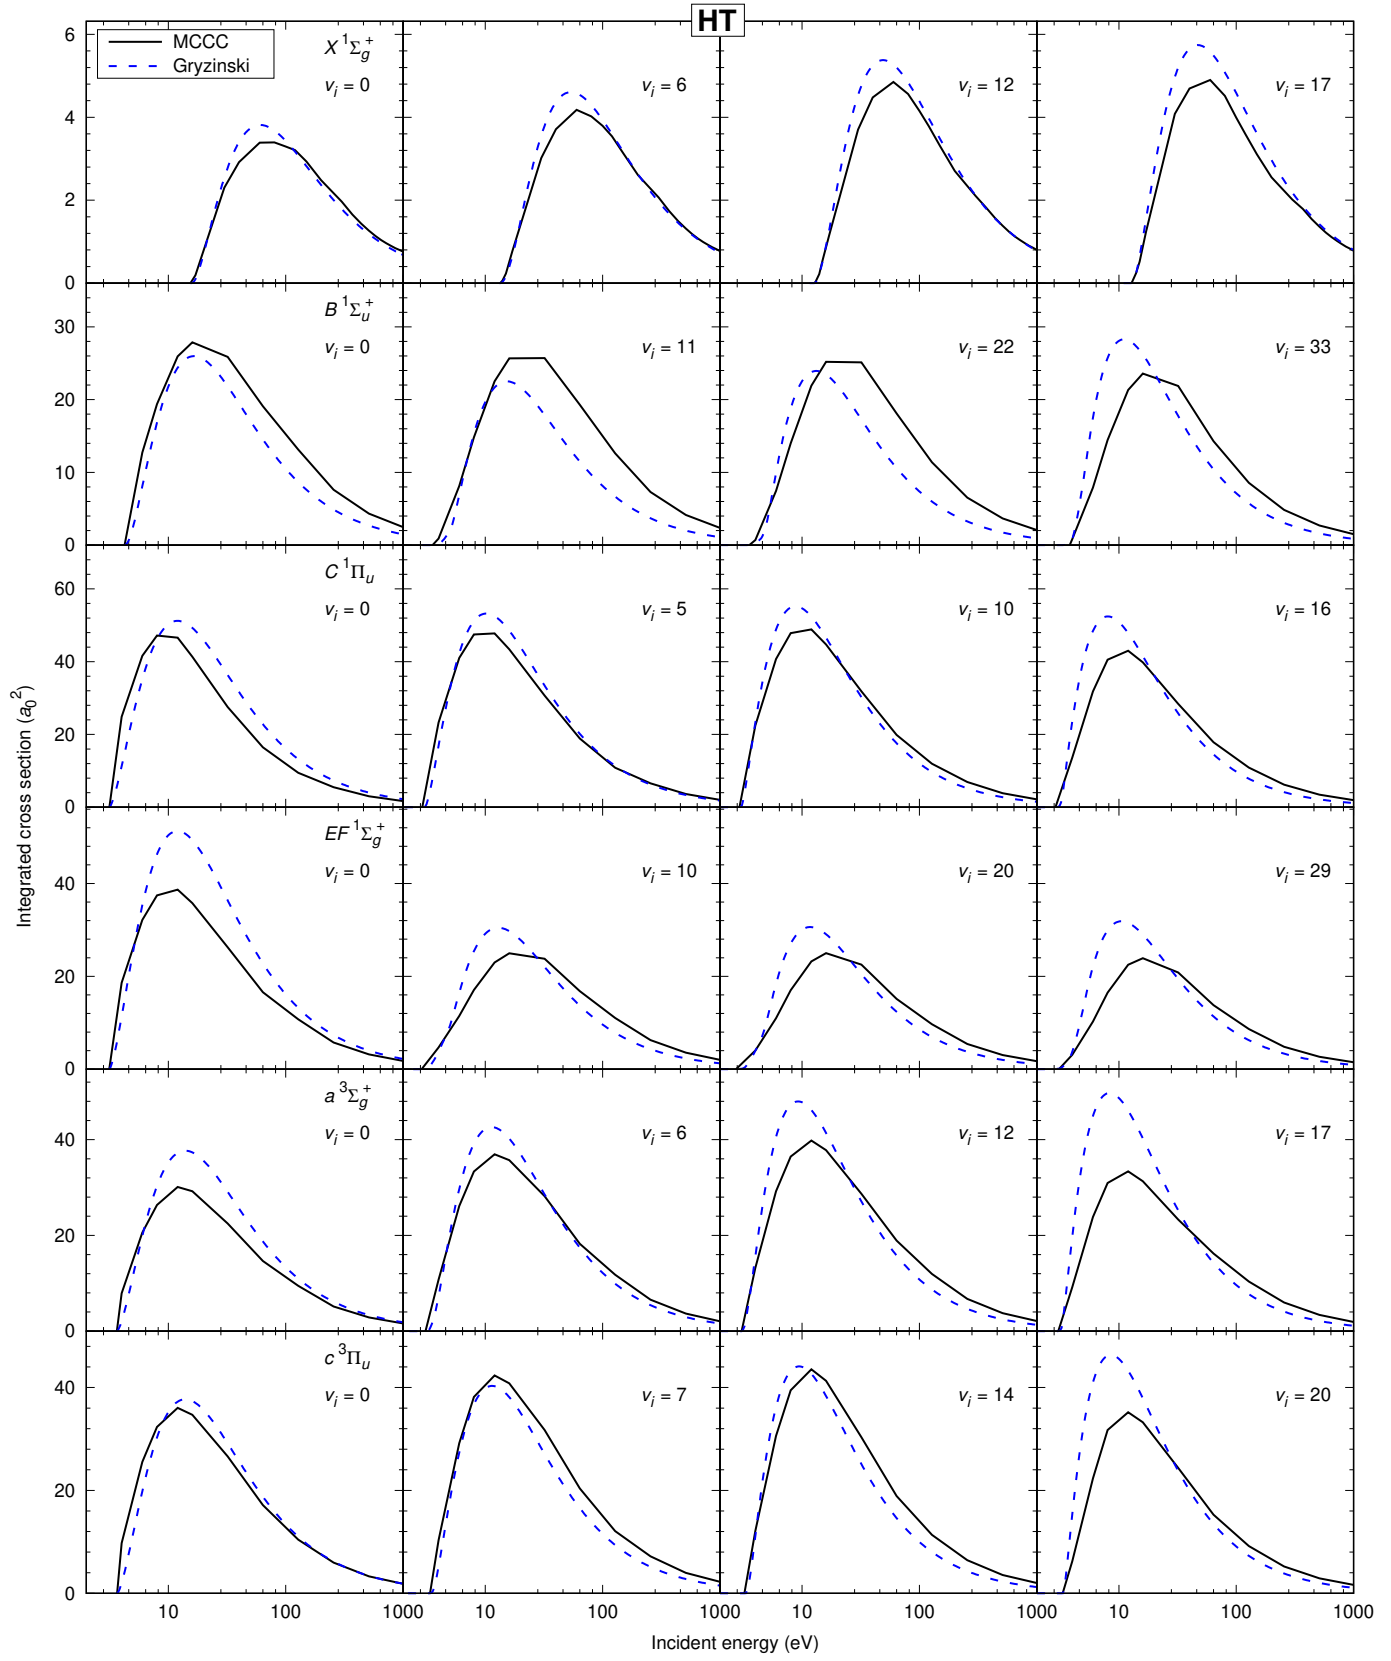 HT
MCCC
Gryzinski
X ¹Σg⁺
vi = 0
vi = 6
vi = 12
vi = 17
6
4
2
0
B ¹Σu⁺
vi = 0
vi = 11
vi = 22
vi = 33
30
20
10
0
C ¹Πu
vi = 0
vi = 5
vi = 10
vi = 16
60
40
20
0
EF ¹Σg⁺
vi = 0
vi = 10
vi = 20
vi = 29
40
20
0
a ³Σg⁺
vi = 0
vi = 6
vi = 12
vi = 17
40
20
0
c ³Πu
vi = 0
vi = 7
vi = 14
vi = 20
40
20
0
Integrated cross section (a₀²)
10 100 1000 10 100 1000 10 100 1000 10 100 1000
Incident energy (eV)